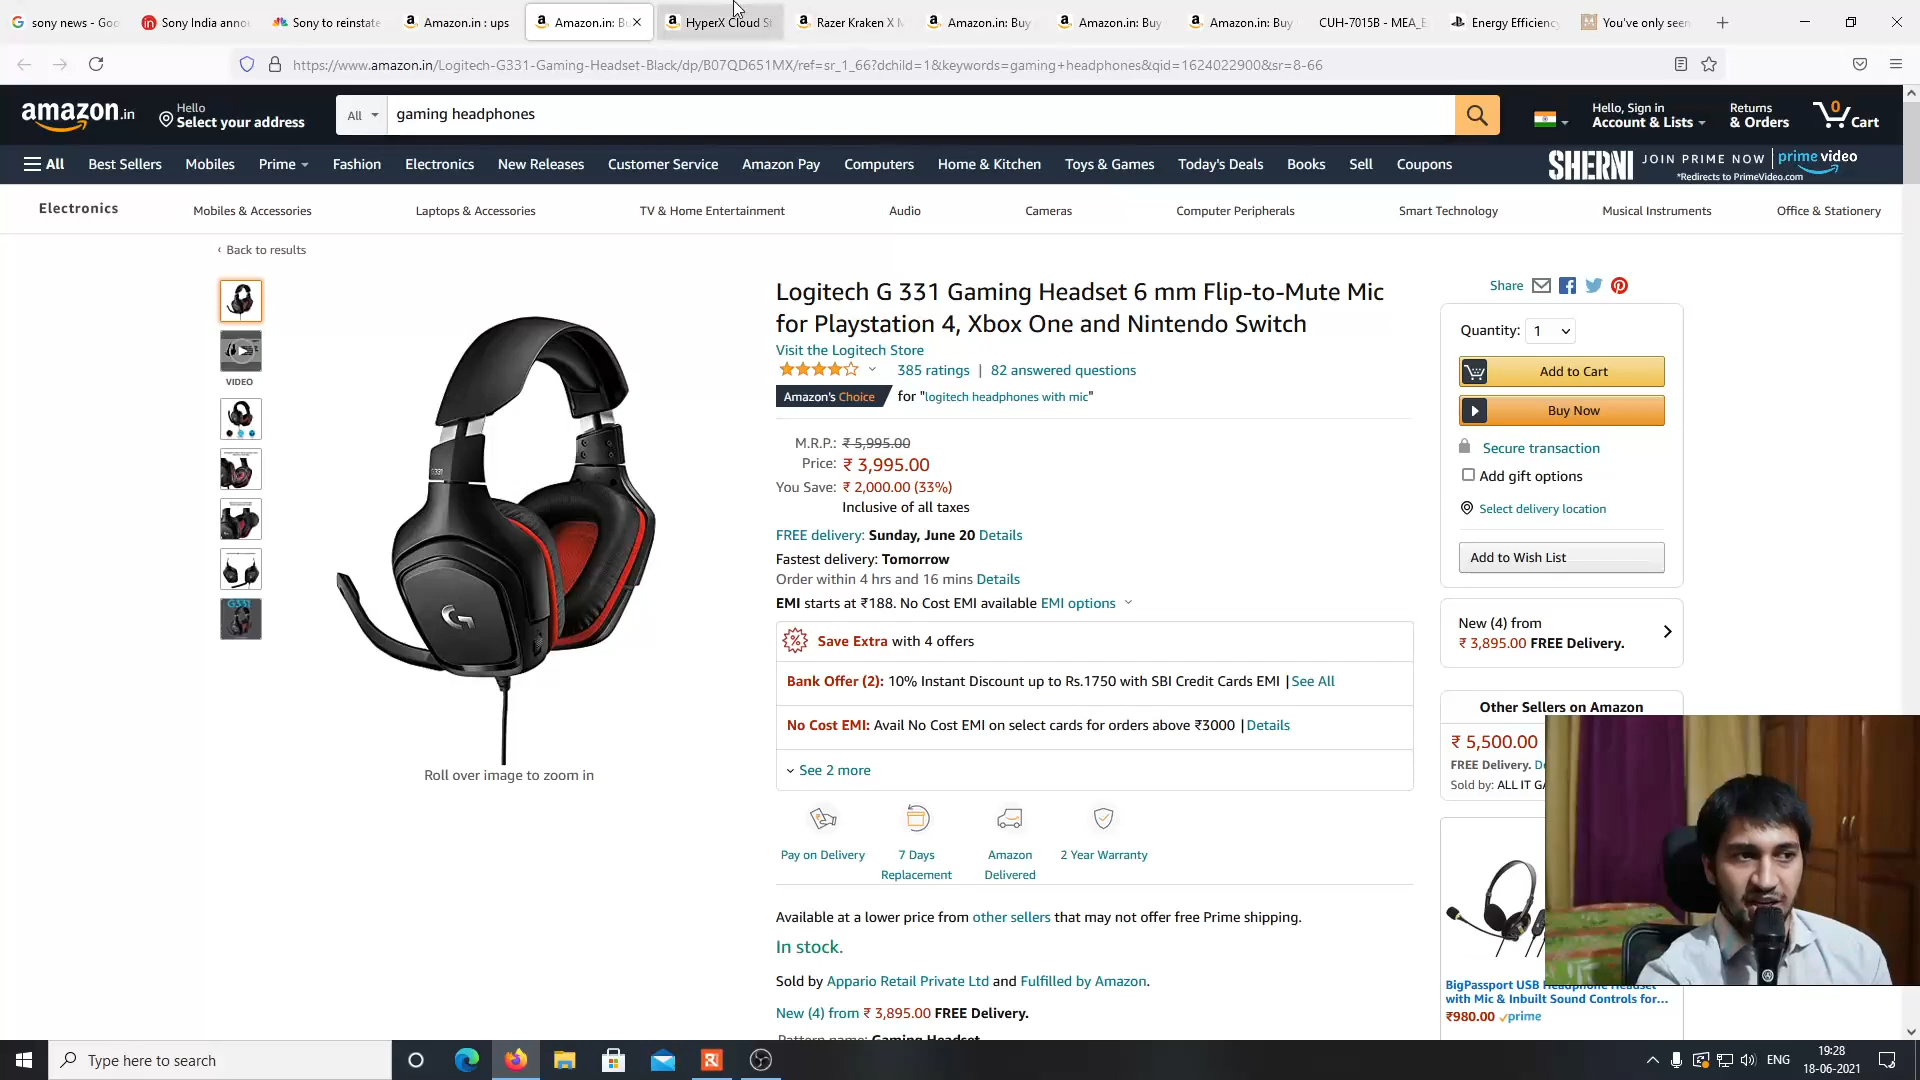 sony news - Goo
Sony India anno
Sony to reinstate
Amazon.in : ups
Amazon.in: Bu
HyperX Cloud St
Razer Kraken X M
Amazon.in: Buy
Amazon.in: Buy
Amazon.in: Buy
CUH-7015B - MEA_E
Energy Efficiency
You've only seen
https://www.amazon.in/Logitech-G331-Gaming-Headset-Black/dp/B07QD651MX/ref=sr_1_66?dchild=1&keywords=gaming+headphones&qid=1624022900&sr=8-66
amazon.in
Hello
Select your address
All
gaming headphones
Hello, Sign in
Account & Lists
Returns
& Orders
0
Cart
All
Best Sellers
Mobiles
Prime
Fashion
Electronics
New Releases
Customer Service
Amazon Pay
Computers
Home & Kitchen
Toys & Games
Today's Deals
Books
Sell
Coupons
SHERNI
JOIN PRIME NOW
prime video
*Redirects to PrimeVideo.com
Electronics
Mobiles & Accessories
Laptops & Accessories
TV & Home Entertainment
Audio
Cameras
Computer Peripherals
Smart Technology
Musical Instruments
Office & Stationery
‹ Back to results
VIDEO
G331
G331
Roll over image to zoom in
Logitech G 331 Gaming Headset 6 mm Flip-to-Mute Mic
for Playstation 4, Xbox One and Nintendo Switch
Visit the Logitech Store
385 ratings | 82 answered questions
Amazon's Choice for "logitech headphones with mic"
M.R.P.: ₹ 5,995.00
Price: ₹ 3,995.00
You Save: ₹ 2,000.00 (33%)
Inclusive of all taxes
FREE delivery: Sunday, June 20 Details
Fastest delivery: Tomorrow
Order within 4 hrs and 16 mins Details
EMI starts at ₹188. No Cost EMI available EMI options
Save Extra with 4 offers
Bank Offer (2): 10% Instant Discount up to Rs.1750 with SBI Credit Cards EMI | See All
No Cost EMI: Avail No Cost EMI on select cards for orders above ₹3000 | Details
See 2 more
Pay on Delivery
7 Days
Replacement
Amazon
Delivered
2 Year Warranty
Available at a lower price from other sellers that may not offer free Prime shipping.
In stock.
Sold by Appario Retail Private Ltd and Fulfilled by Amazon.
New (4) from ₹ 3,895.00 FREE Delivery.
Pattern name: Gaming Headset
Share
Quantity: 1
Add to Cart
Buy Now
Secure transaction
Add gift options
Select delivery location
Add to Wish List
New (4) from
₹ 3,895.00 FREE Delivery.
Other Sellers on Amazon
₹ 5,500.00
FREE Delivery. De
Sold by: ALL IT GA
BigPassport USB Headphone Headset
with Mic & Inbuilt Sound Controls for...
₹980.00 prime
Type here to search
ENG
19:28
18-06-2021